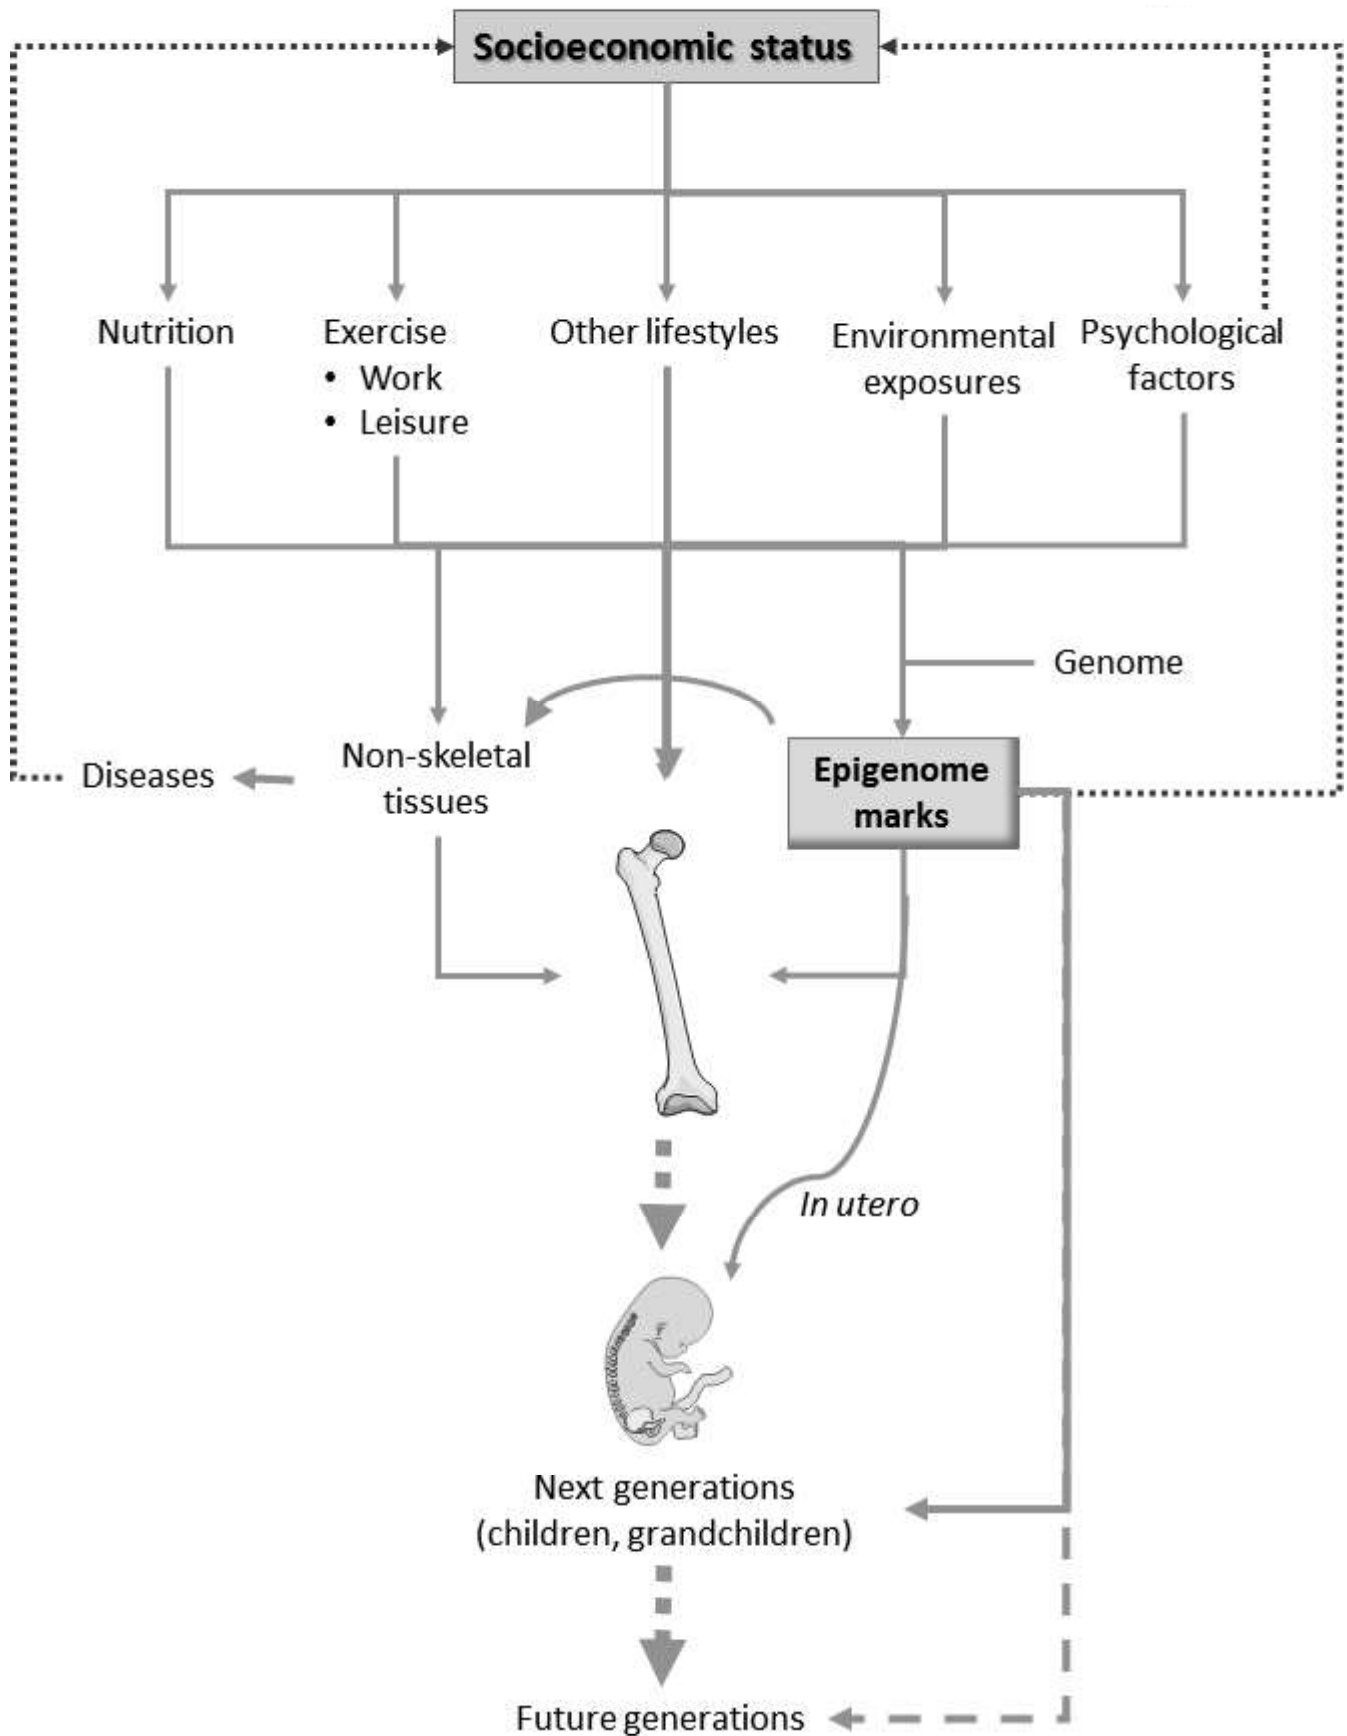 Socioeconomic status
Nutrition
Exercise
• Work
• Leisure
Other lifestyles
Environmental
exposures
Psychological
factors
Genome
Non-skeletal
tissues
Diseases
Epigenome
marks
In utero
Next generations
(children, grandchildren)
Future generations